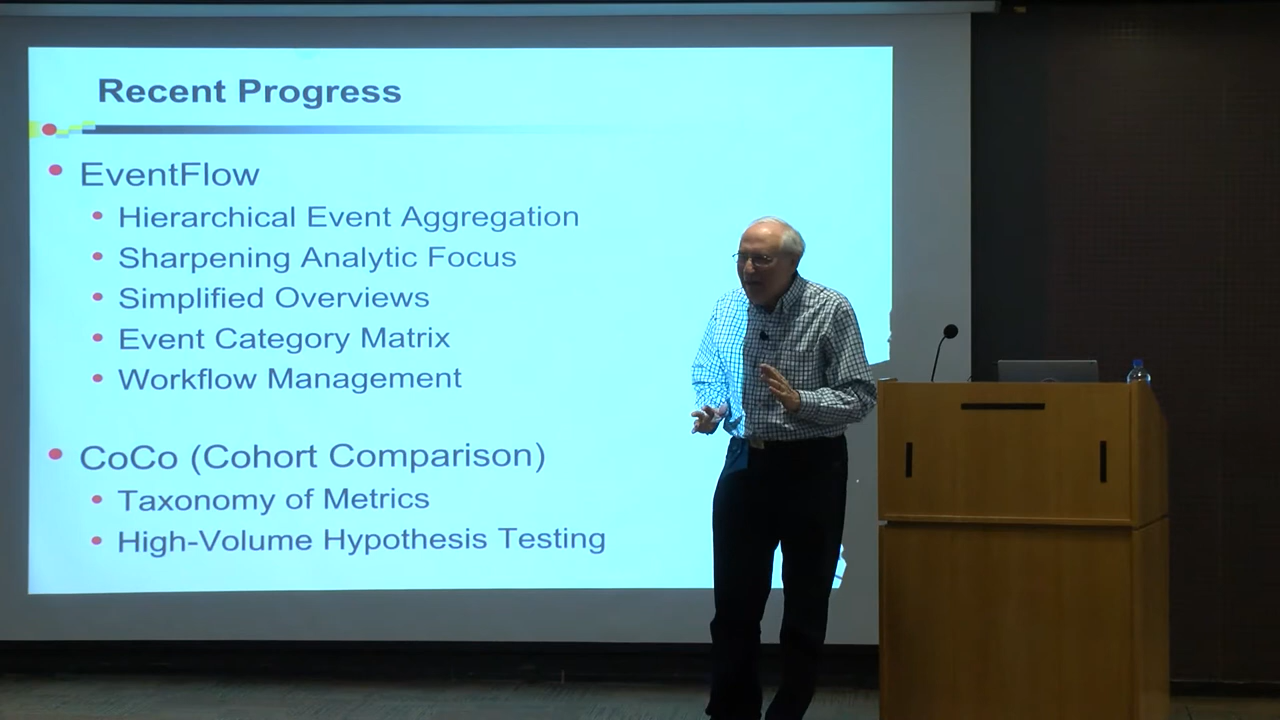 Recent Progress
EventFlow
Hierarchical Event Aggregation
Sharpening Analytic Focus
Simplified Overviews
Event Category Matrix
Workflow Management
CoCo (Cohort Comparison)
Taxonomy of Metrics
High-Volume Hypothesis Testing